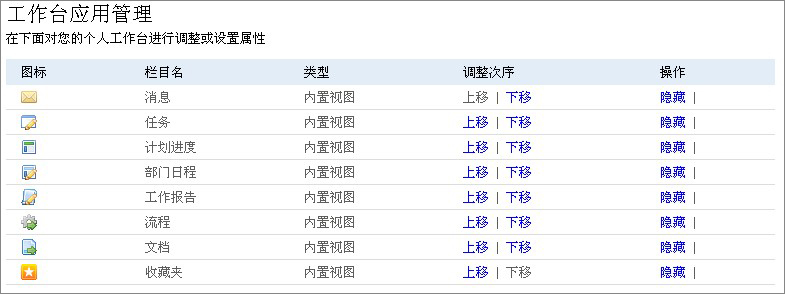 工作台应用管理
在下面对您的个人工作台进行调整或设置属性
图标 栏目名 类型 调整次序 操作
消息 内置视图 上移 | 下移 隐藏 |
任务 内置视图 上移 | 下移 隐藏 |
计划进度 内置视图 上移 | 下移 隐藏 |
部门日程 内置视图 上移 | 下移 隐藏 |
工作报告 内置视图 上移 | 下移 隐藏 |
流程 内置视图 上移 | 下移 隐藏 |
文档 内置视图 上移 | 下移 隐藏 |
收藏夹 内置视图 上移 | 下移 隐藏 |